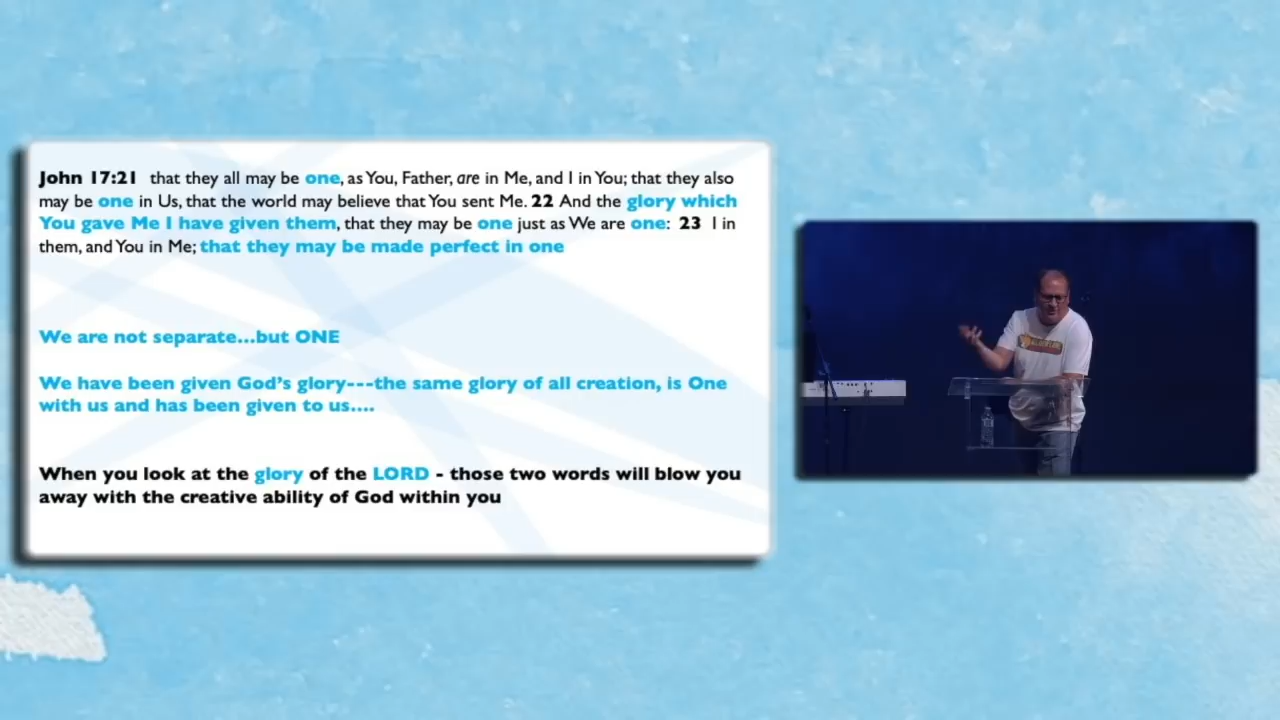 John 17:21 that they all may be one, as You, Father, are in Me, and I in You; that they also
may be one in Us, that the world may believe that You sent Me. 22 And the glory which
You gave Me I have given them, that they may be one just as We are one: 23 I in
them, and You in Me; that they may be made perfect in one
We are not separate...but ONE
We have been given God's glory---the same glory of all creation, is One
with us and has been given to us....
When you look at the glory of the LORD - those two words will blow you
away with the creative ability of God within you